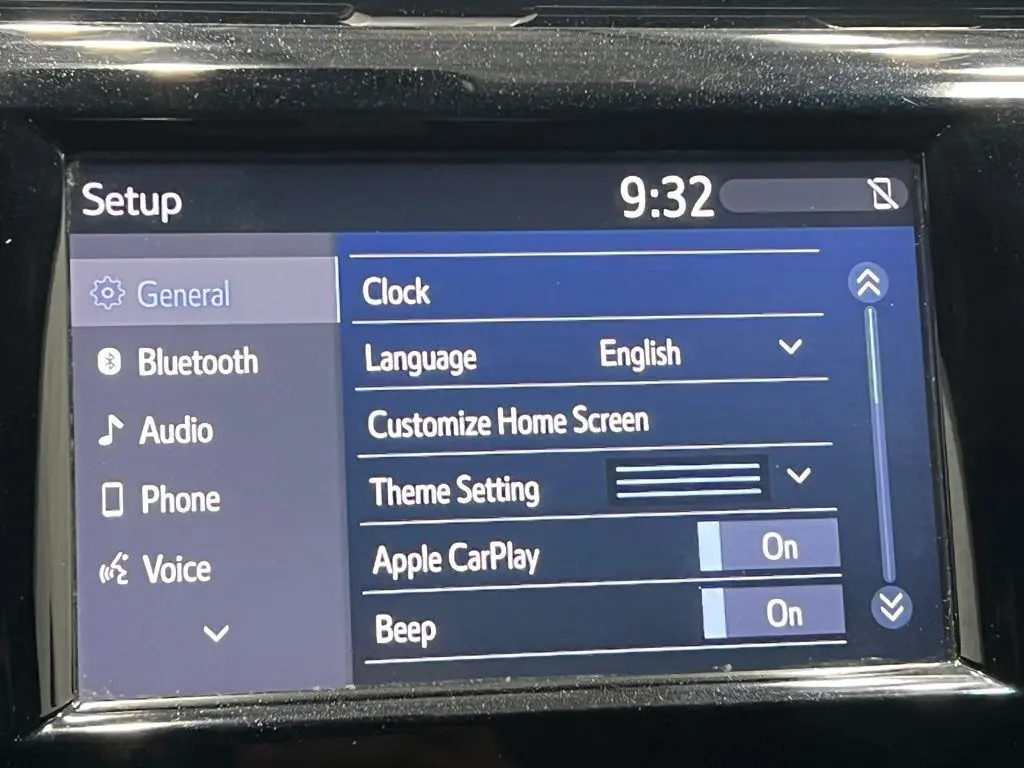 Setup 9:32
General
Bluetooth
Audio
Phone
Voice
Clock
Language English
Customize Home Screen
Theme Setting
Apple CarPlay On
Beep On